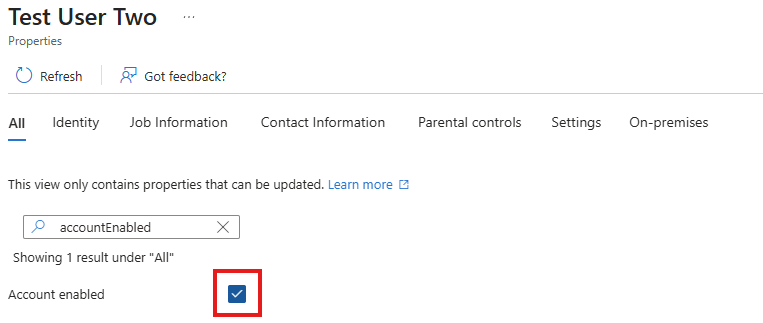 Test User Two ...
Properties
Refresh Got feedback?
All Identity Job Information Contact Information Parental controls Settings On-premises
This view only contains properties that can be updated. Learn more
accountEnabled
Showing 1 result under "All"
Account enabled